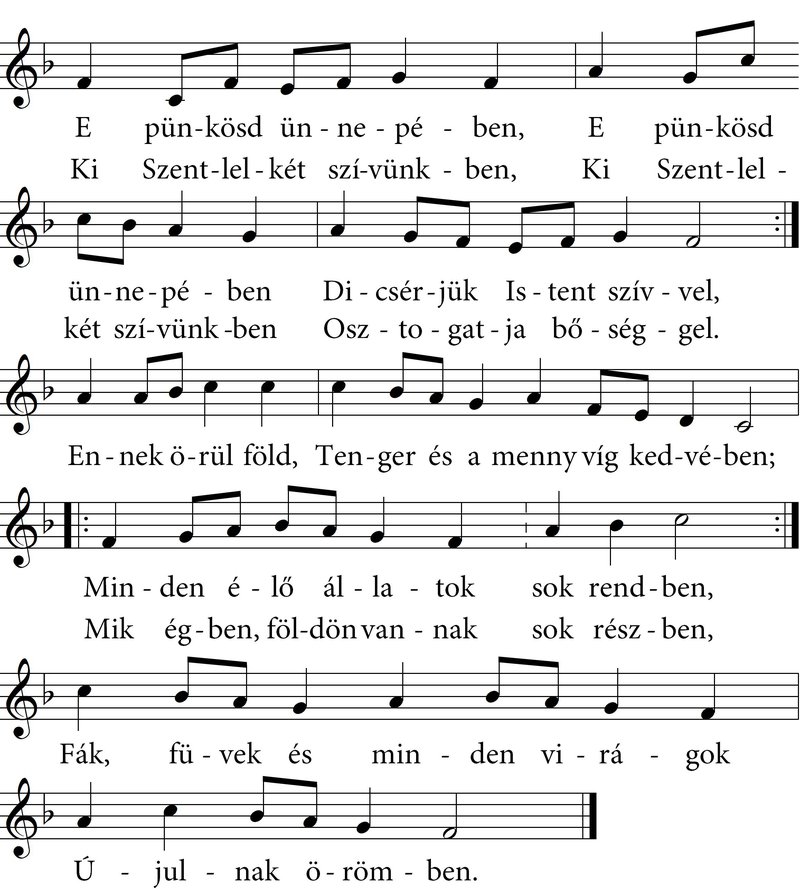 E pün-kösd ün-ne-pé-ben, E pün-kösd
Ki Szent-lel-két szí-vünk-ben, Ki Szent-lel-
ün-ne-pé-ben Di-csér-jük Is-tent szív-vel,
két szí-vünk-ben Osz-to-gat-ja bő-ség-gel.
En-nek ö-rül föld, Ten-ger és a menny víg ked-vé-ben;
Min-den é-lő ál-la-tok sok rend-ben,
Mik ég-ben, föl-dön van-nak sok rész-ben,
Fák, fü-vek és min-den vi-rá-gok
Ú-jul-nak ö-röm-ben.